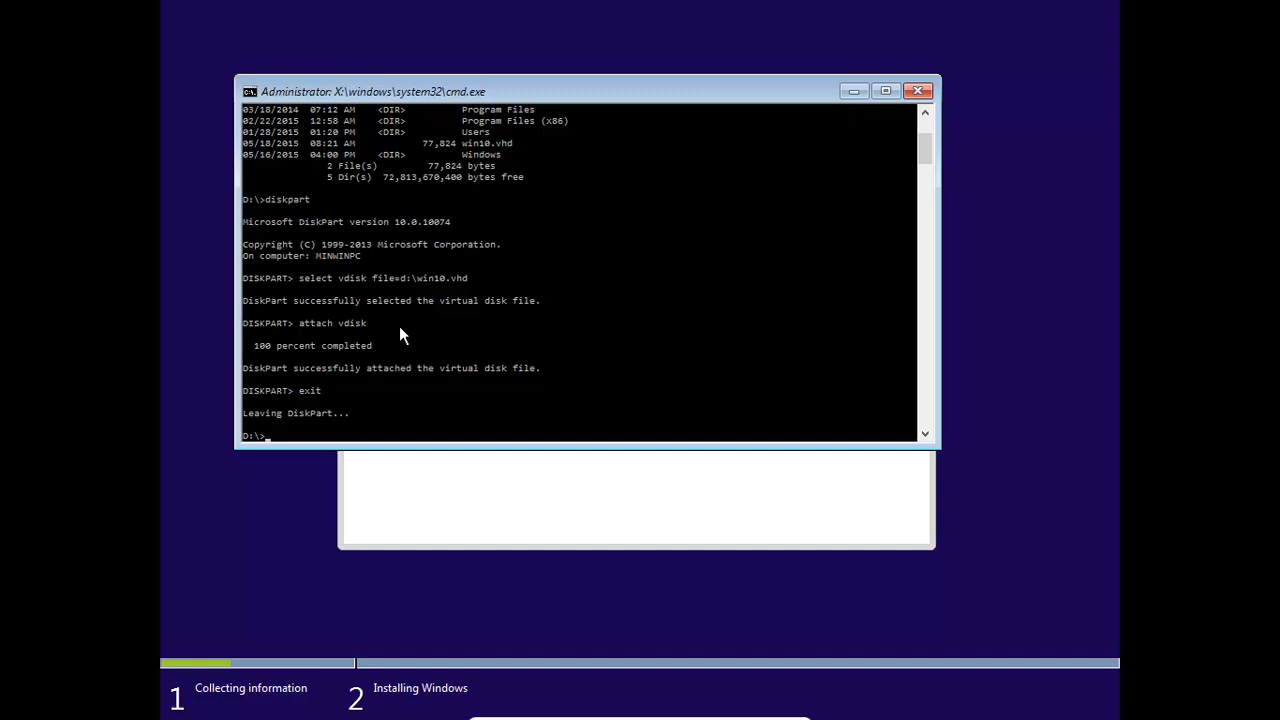 Administrator: X:\windows\system32\cmd.exe
03/18/2014  07:12 AM    <DIR>          Program Files
02/22/2015  12:58 AM    <DIR>          Program Files (x86)
01/28/2015  01:20 PM    <DIR>          Users
05/18/2015  08:21 AM            77,824 win10.vhd
05/16/2015  04:00 PM    <DIR>          Windows
               2 File(s)         77,824 bytes
               5 Dir(s)  72,813,670,400 bytes free
D:\>diskpart
Microsoft DiskPart version 10.0.10074
Copyright (C) 1999-2013 Microsoft Corporation.
On computer: MINWINPC
DISKPART> select vdisk file=d:\win10.vhd
DiskPart successfully selected the virtual disk file.
DISKPART> attach vdisk
  100 percent completed
DiskPart successfully attached the virtual disk file.
DISKPART> exit
Leaving DiskPart...
D:\>
1 Collecting information
2 Installing Windows